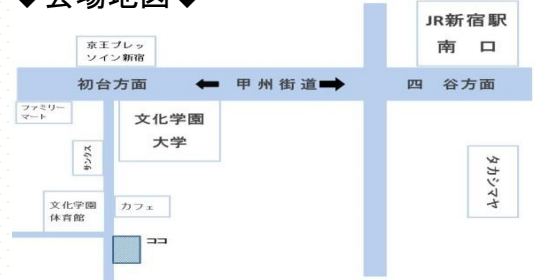 ◆会場地図◆
JR新宿駅
南 口
京王プレッ
ソイン新宿
初台方面 ← 甲州街道 → 四 谷方面
ファミリー
マート
文化学園
大学
サンクス
タカシマヤ
文化学園
体育館
カフェ
ココ